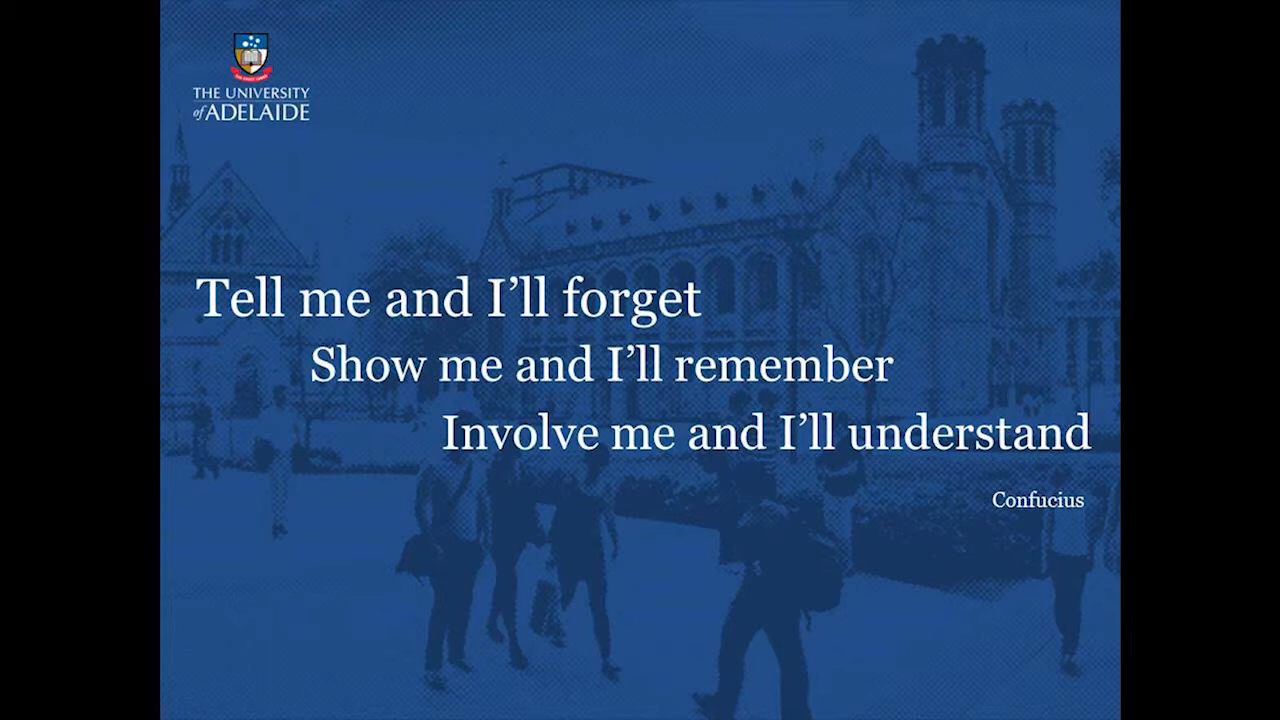 THE UNIVERSITY
of ADELAIDE
Tell me and I’ll forget
Show me and I’ll remember
Involve me and I’ll understand
Confucius